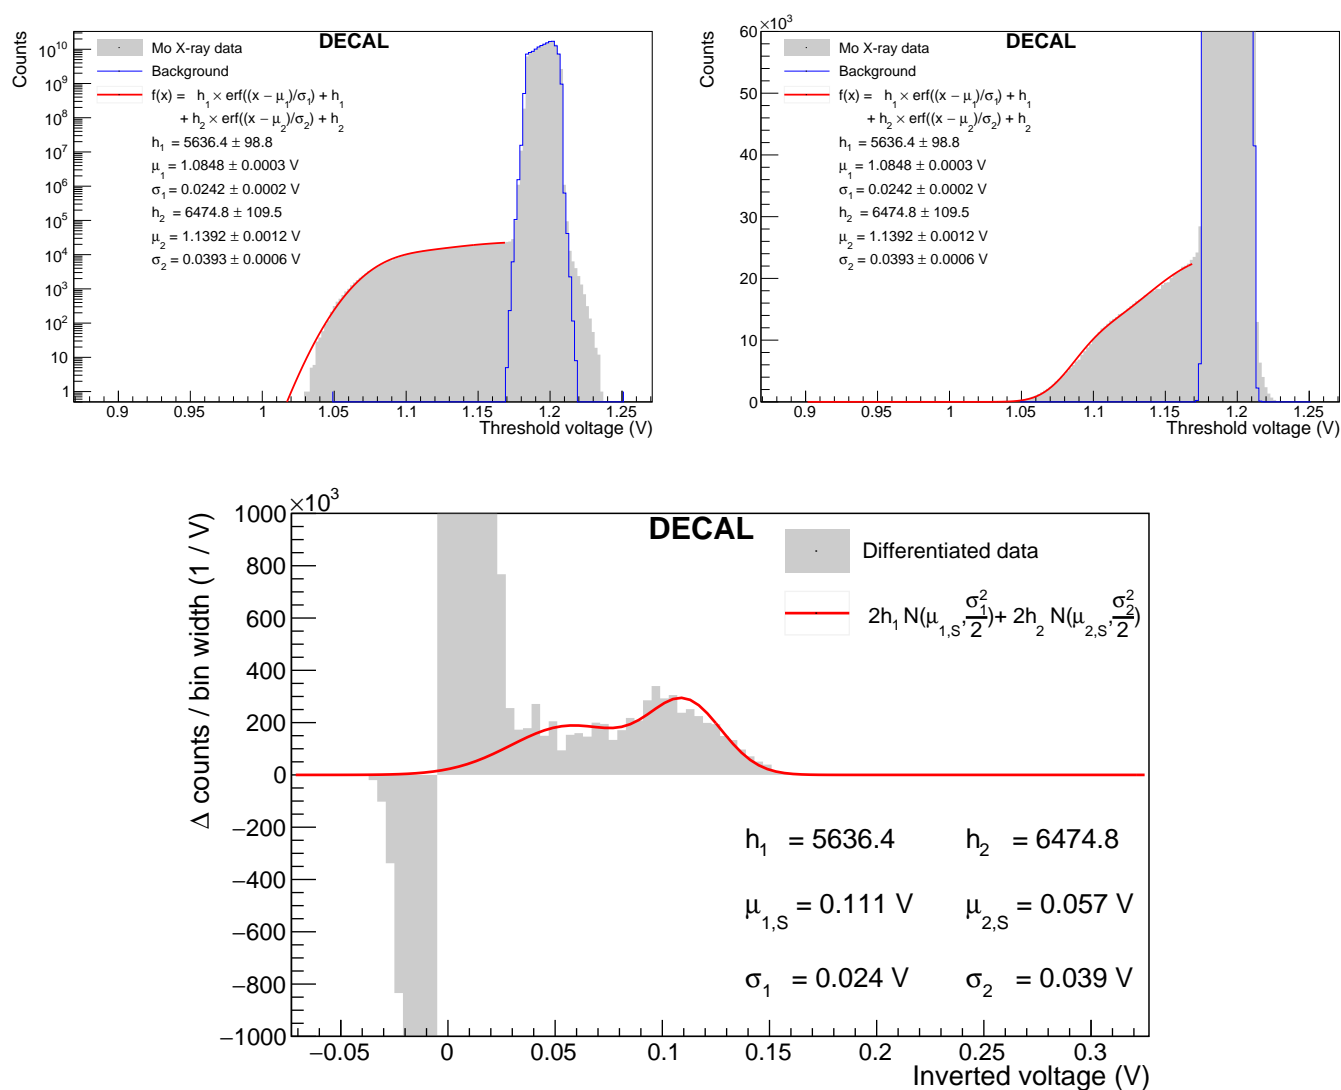 DECAL
Counts
Mo X-ray data
Background
f(x) = h₁ × erf((x − μ₁)/σ₁) + h₁
+ h₂ × erf((x − μ₂)/σ₂) + h₂
h₁ = 5636.4 ± 98.8
μ₁ = 1.0848 ± 0.0003 V
σ₁ = 0.0242 ± 0.0002 V
h₂ = 6474.8 ± 109.5
μ₂ = 1.1392 ± 0.0012 V
σ₂ = 0.0393 ± 0.0006 V
10¹⁰
10⁹
10⁸
10⁷
10⁶
10⁵
10⁴
10³
10²
10
1
0.9 0.95 1 1.05 1.1 1.15 1.2 1.25
Threshold voltage (V)
×10³
DECAL
Counts
Mo X-ray data
Background
f(x) = h₁ × erf((x − μ₁)/σ₁) + h₁
+ h₂ × erf((x − μ₂)/σ₂) + h₂
h₁ = 5636.4 ± 98.8
μ₁ = 1.0848 ± 0.0003 V
σ₁ = 0.0242 ± 0.0002 V
h₂ = 6474.8 ± 109.5
μ₂ = 1.1392 ± 0.0012 V
σ₂ = 0.0393 ± 0.0006 V
60
50
40
30
20
10
0
0.9 0.95 1 1.05 1.1 1.15 1.2 1.25
Threshold voltage (V)
×10³
DECAL
Δ counts / bin width (1 / V)
Differentiated data
2h₁ N(μ₁,S, σ₁²/2) + 2h₂ N(μ₂,S, σ₂²/2)
1000
800
600
400
200
0
−200
−400
−600
−800
−1000
h₁ = 5636.4 h₂ = 6474.8
μ₁,S = 0.111 V μ₂,S = 0.057 V
σ₁ = 0.024 V σ₂ = 0.039 V
−0.05 0 0.05 0.1 0.15 0.2 0.25 0.3
Inverted voltage (V)